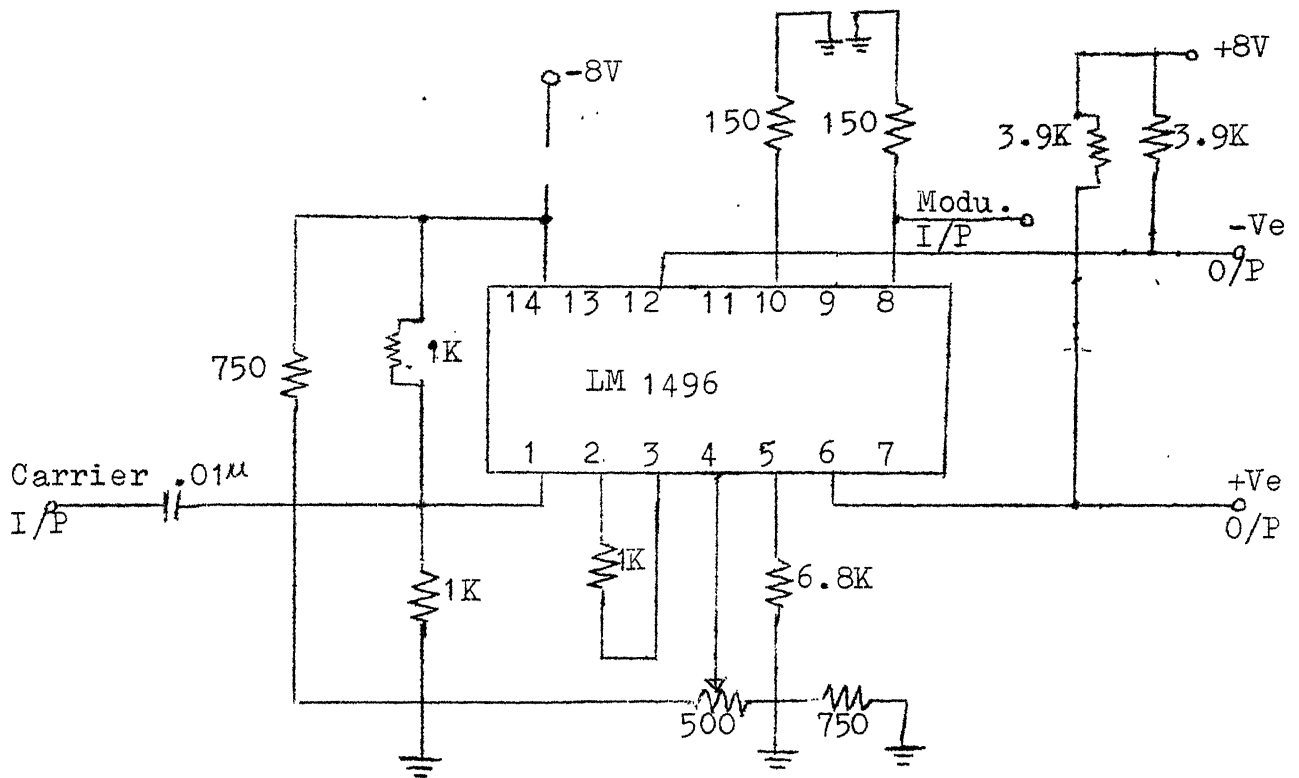 -8V
+8V
150
150
3.9K
3.9K
Modu.
I/P
-Ve
O/P
14 13 12 11 10 9 8
750
1K
LM 1496
1 2 3 4 5 6 7
Carrier
I/P
.01µ
+Ve
O/P
1K
1K
6.8K
500
750